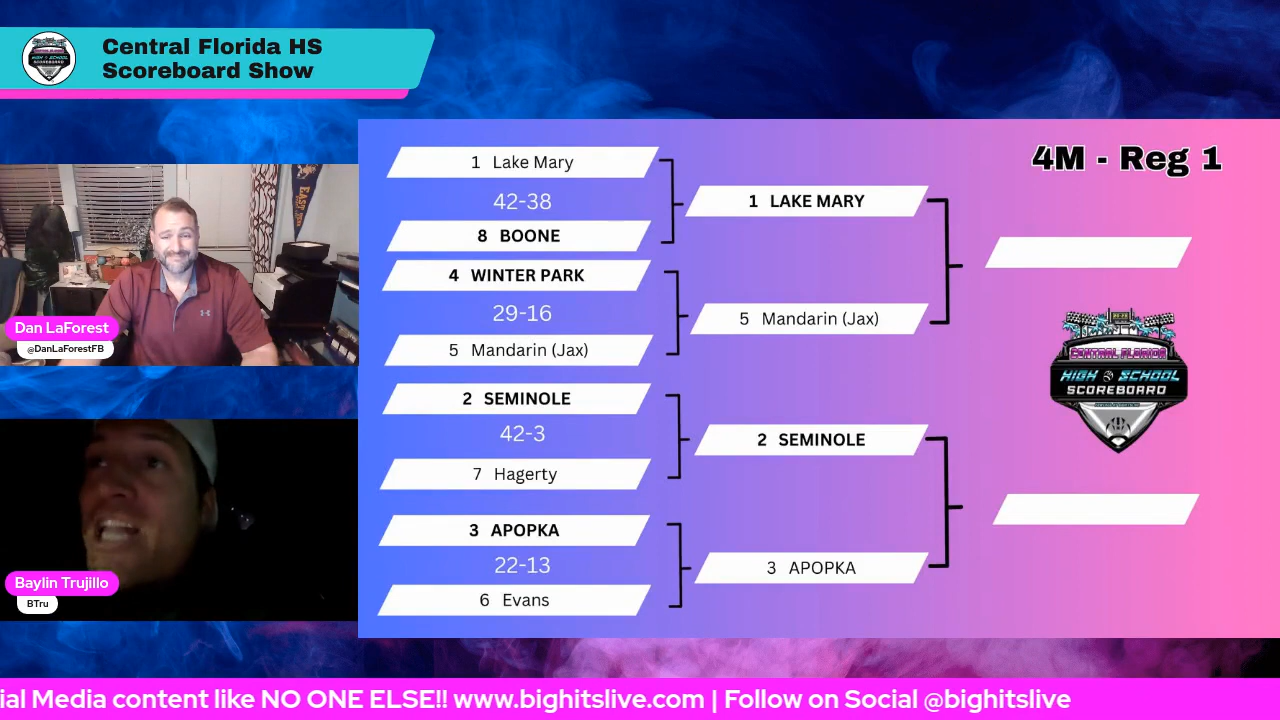 Central Florida HS
Scoreboard Show
4M - Reg 1
1 Lake Mary
42-38
8 BOONE
4 WINTER PARK
29-16
5 Mandarin (Jax)
2 SEMINOLE
42-3
7 Hagerty
3 APOPKA
22-13
6 Evans
1 LAKE MARY
5 Mandarin (Jax)
2 SEMINOLE
3 APOPKA
CENTRAL FLORIDA
HIGH SCHOOL
SCOREBOARD
Dan LaForest
@DanLaForestFB
Baylin Trujillo
BTru
ial Media content like NO ONE ELSE!! www.bighitslive.com | Follow on Social @bighitslive